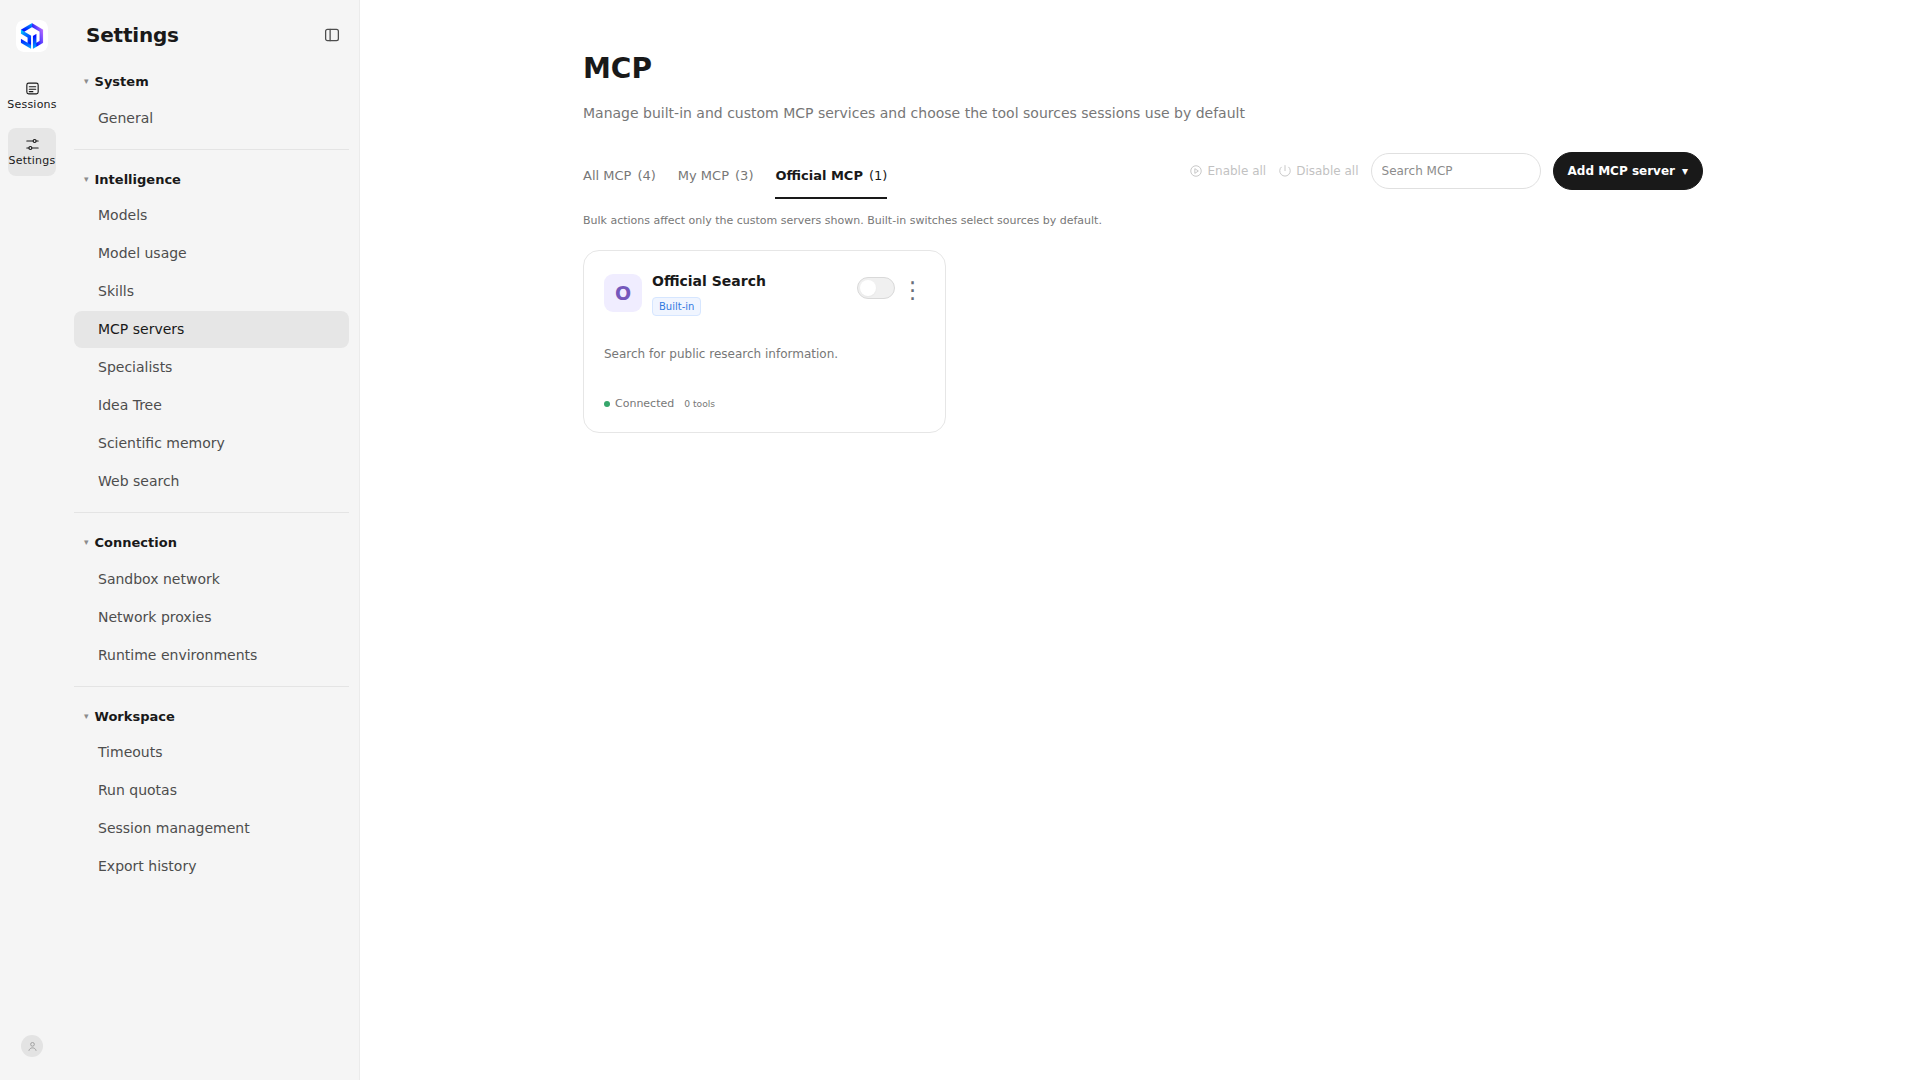 Settings
Sessions
Settings
System
General
Intelligence
Models
Model usage
Skills
MCP servers
Specialists
Idea Tree
Scientific memory
Web search
Connection
Sandbox network
Network proxies
Runtime environments
Workspace
Timeouts
Run quotas
Session management
Export history
MCP
Manage built-in and custom MCP services and choose the tool sources sessions use by default
All MCP (4) My MCP (3) Official MCP (1)
Enable all Disable all Search MCP Add MCP server
Bulk actions affect only the custom servers shown. Built-in switches select sources by default.
O
Official Search
Built-in
Search for public research information.
Connected 0 tools